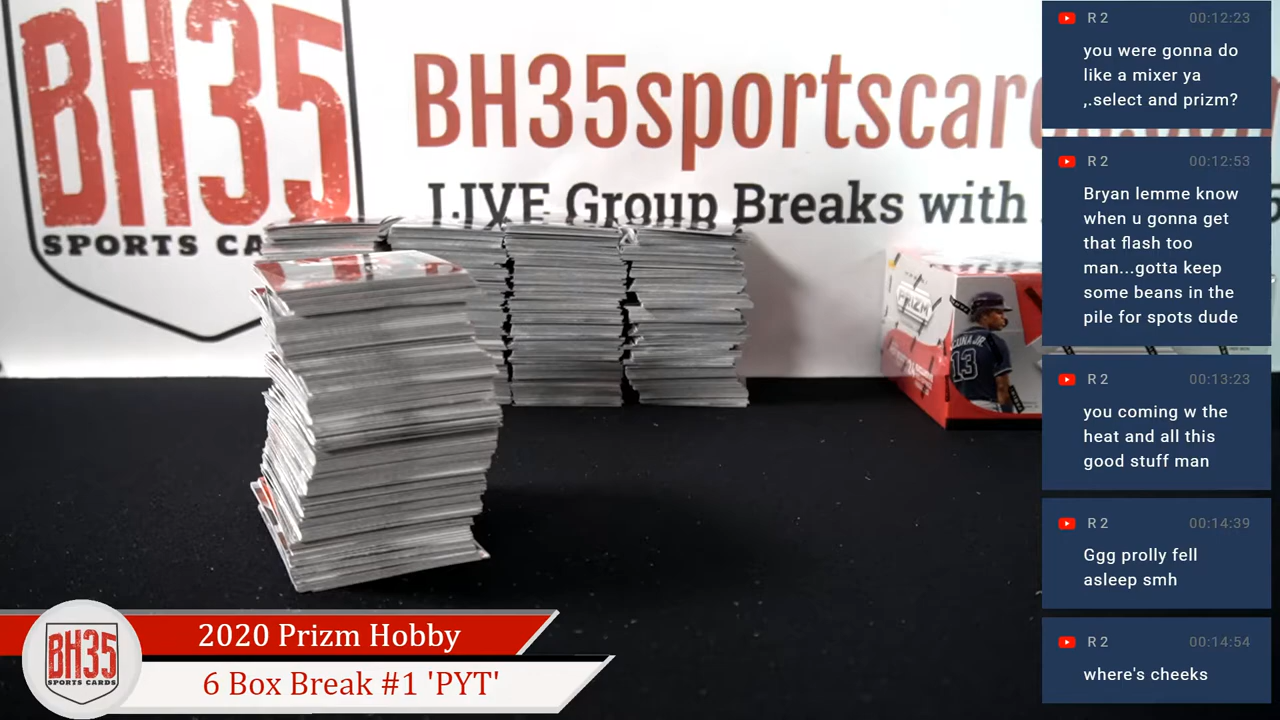 BH35
SPORTS CA
BH35sportscar
LIVE Group Breaks with
PRIZM
CUNA JR.
13
R 2 00:12:23
you were gonna do
like a mixer ya
,.select and prizm?
R 2 00:12:53
Bryan lemme know
when u gonna get
that flash too
man...gotta keep
some beans in the
pile for spots dude
R 2 00:13:23
you coming w the
heat and all this
good stuff man
R 2 00:14:39
Ggg prolly fell
asleep smh
R 2 00:14:54
where's cheeks
BH35
SPORTS CARDS
2020 Prizm Hobby
6 Box Break #1 'PYT'